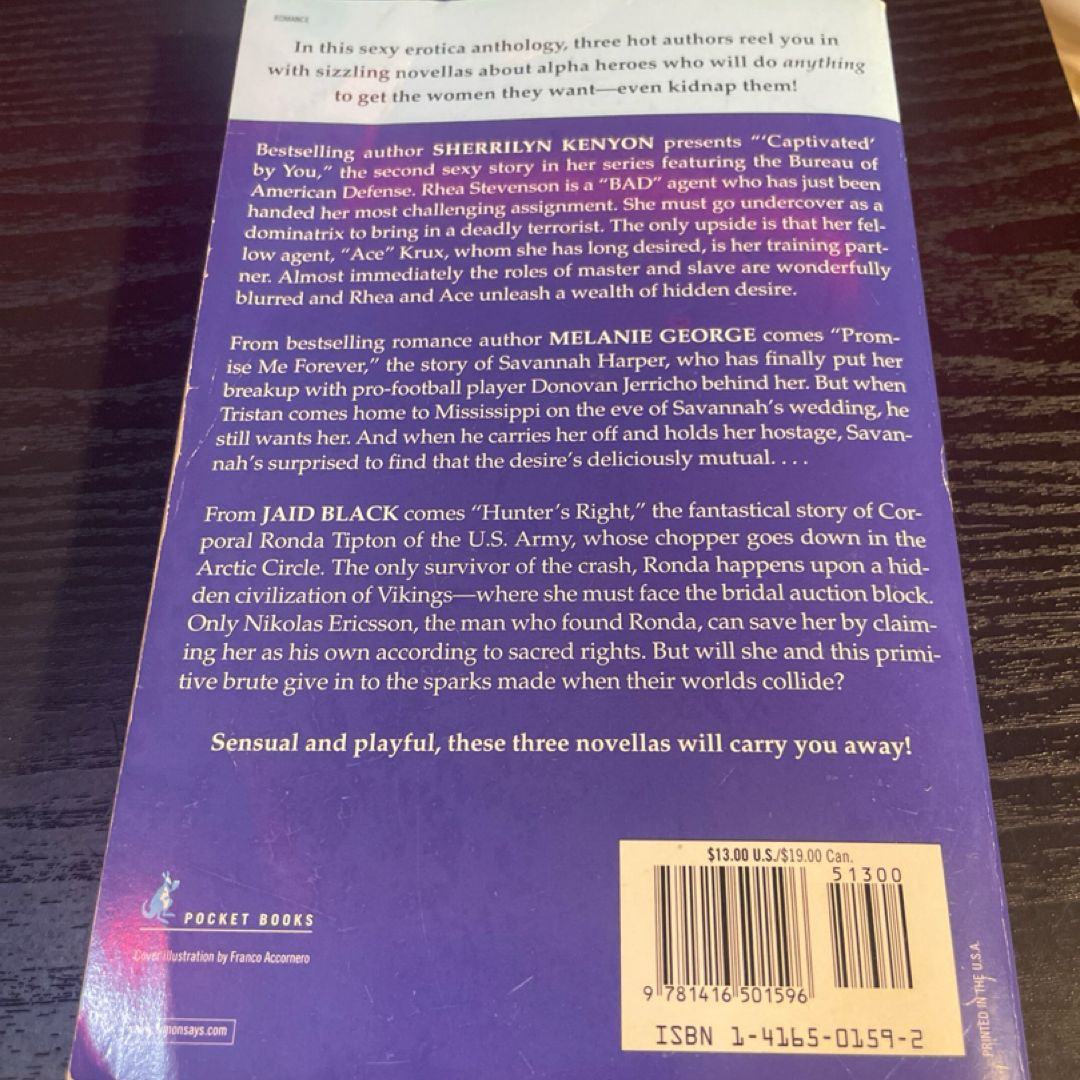 ROMANCE
In this sexy erotica anthology, three hot authors reel you in
with sizzling novellas about alpha heroes who will do anything
to get the women they want—even kidnap them!
Bestselling author SHERRILYN KENYON presents "'Captivated'
by You," the second sexy story in her series featuring the Bureau of
American Defense. Rhea Stevenson is a "BAD" agent who has just been
handed her most challenging assignment. She must go undercover as a
dominatrix to bring in a deadly terrorist. The only upside is that her fel-
low agent, "Ace" Krux, whom she has long desired, is her training part-
ner. Almost immediately the roles of master and slave are wonderfully
blurred and Rhea and Ace unleash a wealth of hidden desire.
From bestselling romance author MELANIE GEORGE comes "Prom-
ise Me Forever," the story of Savannah Harper, who has finally put her
breakup with pro-football player Donovan Jerricho behind her. But when
Tristan comes home to Mississippi on the eve of Savannah's wedding, he
still wants her. And when he carries her off and holds her hostage, Savan-
nah's surprised to find that the desire's deliciously mutual. . . .
From JAID BLACK comes "Hunter's Right," the fantastical story of Cor-
poral Ronda Tipton of the U.S. Army, whose chopper goes down in the
Arctic Circle. The only survivor of the crash, Ronda happens upon a hid-
den civilization of Vikings—where she must face the bridal auction block.
Only Nikolas Ericsson, the man who found Ronda, can save her by claim-
ing her as his own according to sacred rights. But will she and this primi-
tive brute give in to the sparks made when their worlds collide?
Sensual and playful, these three novellas will carry you away!
$13.00 U.S./$19.00 Can.
51300
9 781416 501596
ISBN 1-4165-0159-2
POCKET BOOKS
Cover illustration by Franco Accornero
monsays.com
PRINTED IN THE U.S.A.